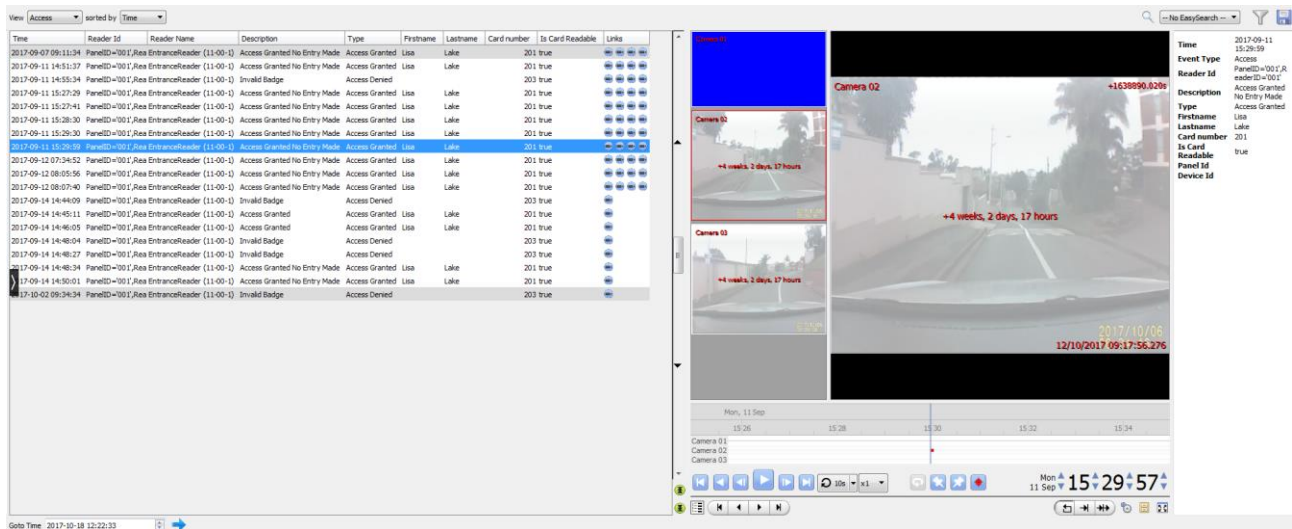 View Access sorted by Time -- No EasySearch --
Time Reader Id Reader Name Description Type Firstname Lastname Card number Is Card Readable Links
2017-09-07 09:11:34 PanelID='001',Rea EntranceReader (11-00-1) Access Granted No Entry Made Access Granted Lisa Lake 201 true
2017-09-11 14:51:37 PanelID='001',Rea EntranceReader (11-00-1) Access Granted No Entry Made Access Granted Lisa Lake 201 true
2017-09-11 14:55:34 PanelID='001',Rea EntranceReader (11-00-1) Invalid Badge Access Denied 203 true
2017-09-11 15:27:29 PanelID='001',Rea EntranceReader (11-00-1) Access Granted No Entry Made Access Granted Lisa Lake 201 true
2017-09-11 15:27:41 PanelID='001',Rea EntranceReader (11-00-1) Access Granted No Entry Made Access Granted Lisa Lake 201 true
2017-09-11 15:28:30 PanelID='001',Rea EntranceReader (11-00-1) Access Granted No Entry Made Access Granted Lisa Lake 201 true
2017-09-11 15:29:30 PanelID='001',Rea EntranceReader (11-00-1) Access Granted No Entry Made Access Granted Lisa Lake 201 true
2017-09-11 15:29:59 PanelID='001',Rea EntranceReader (11-00-1) Access Granted No Entry Made Access Granted Lisa Lake 201 true
2017-09-12 07:34:52 PanelID='001',Rea EntranceReader (11-00-1) Access Granted No Entry Made Access Granted Lisa Lake 201 true
2017-09-12 08:05:56 PanelID='001',Rea EntranceReader (11-00-1) Access Granted No Entry Made Access Granted Lisa Lake 201 true
2017-09-12 08:07:40 PanelID='001',Rea EntranceReader (11-00-1) Access Granted No Entry Made Access Granted Lisa Lake 201 true
2017-09-14 14:44:09 PanelID='001',Rea EntranceReader (11-00-1) Invalid Badge Access Denied 203 true
2017-09-14 14:45:11 PanelID='001',Rea EntranceReader (11-00-1) Access Granted Access Granted Lisa Lake 201 true
2017-09-14 14:46:05 PanelID='001',Rea EntranceReader (11-00-1) Access Granted Access Granted Lisa Lake 201 true
2017-09-14 14:48:04 PanelID='001',Rea EntranceReader (11-00-1) Invalid Badge Access Denied 203 true
2017-09-14 14:48:27 PanelID='001',Rea EntranceReader (11-00-1) Invalid Badge Access Denied 203 true
2017-09-14 14:48:34 PanelID='001',Rea EntranceReader (11-00-1) Access Granted No Entry Made Access Granted Lisa Lake 201 true
17-09-14 14:50:01 PanelID='001',Rea EntranceReader (11-00-1) Access Granted No Entry Made Access Granted Lisa Lake 201 true
17-10-02 09:34:34 PanelID='001',Rea EntranceReader (11-00-1) Invalid Badge Access Denied 203 true
Goto Time 2017-10-18 12:22:33
Camera 01
Camera 02
+4 weeks, 2 days, 17 hours
Camera 03
+4 weeks, 2 days, 17 hours
Camera 02 +1638890.020s
+4 weeks, 2 days, 17 hours
2017/10/06
12/10/2017 09:17:56.276
Mon, 11 Sep
15:26 15:28 15:30 15:32 15:34
Camera 01
Camera 02
Camera 03
10s x1 Mon 11 Sep 15 29 57
Time 2017-09-11
15:29:59
Event Type Access
Reader Id PanelID='001',R
eaderID='001'
Description Access Granted
No Entry Made
Type Access Granted
Firstname Lisa
Lastname Lake
Card number 201
Is Card
Readable true
Panel Id
Device Id